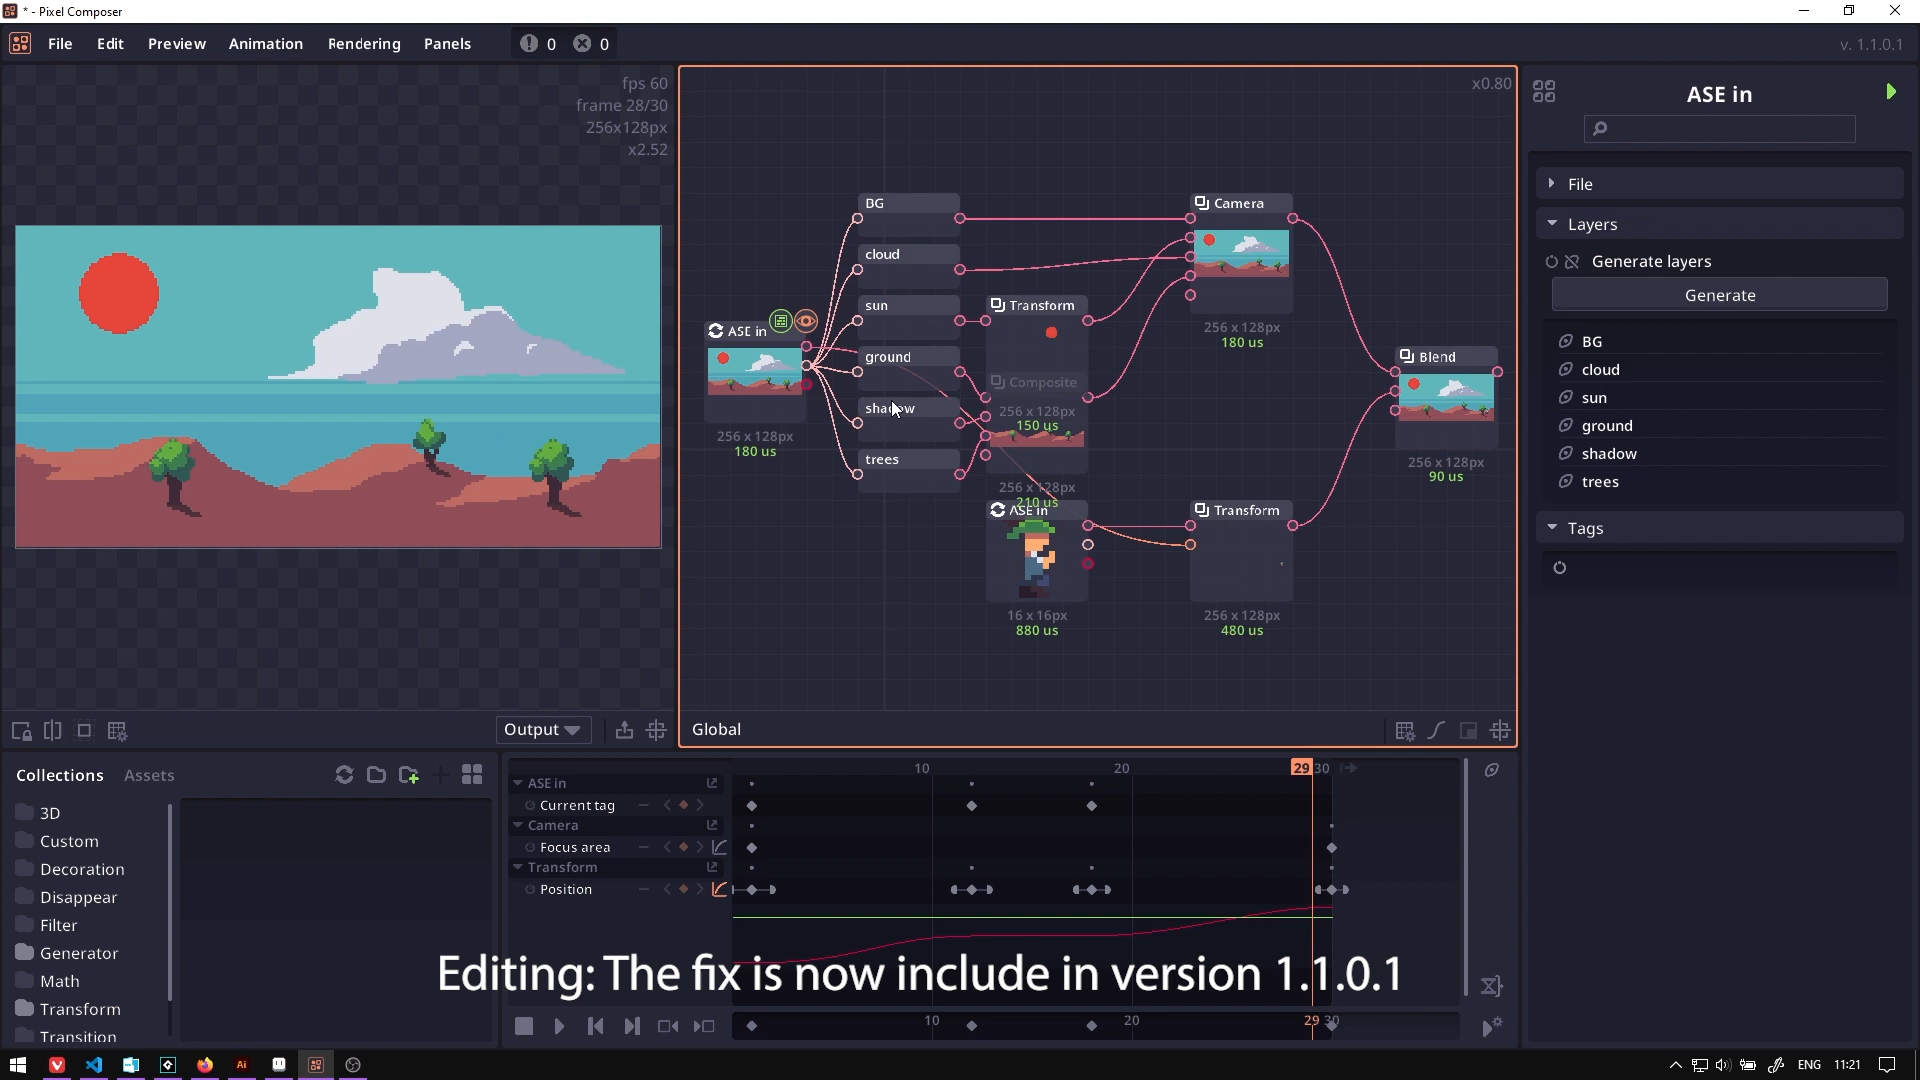 * - Pixel Composer
File Edit Preview Animation Rendering Panels 0 0 v. 1.1.0.1
fps 60
frame 28/30
256x128px
x2.52
x0.80
BG
cloud
sun
ground
shadow
trees
ASE in
256 x 128px
180 us
Transform
Composite
256 x 128px
150 us
256 x 128px
210 us
ASE in
16 x 16px
880 us
Camera
256 x 128px
180 us
Transform
256 x 128px
480 us
Blend
256 x 128px
90 us
Output
Global
ASE in
File
Layers
Generate layers
Generate
BG
cloud
sun
ground
shadow
trees
Tags
Collections Assets
3D
Custom
Decoration
Disappear
Filter
Generator
Math
Transform
Transition
10 20 29 30
ASE in
Current tag
Camera
Focus area
Transform
Position
Editing: The fix is now include in version 1.1.0.1
10 20 29 30
Ai
ENG 11:21